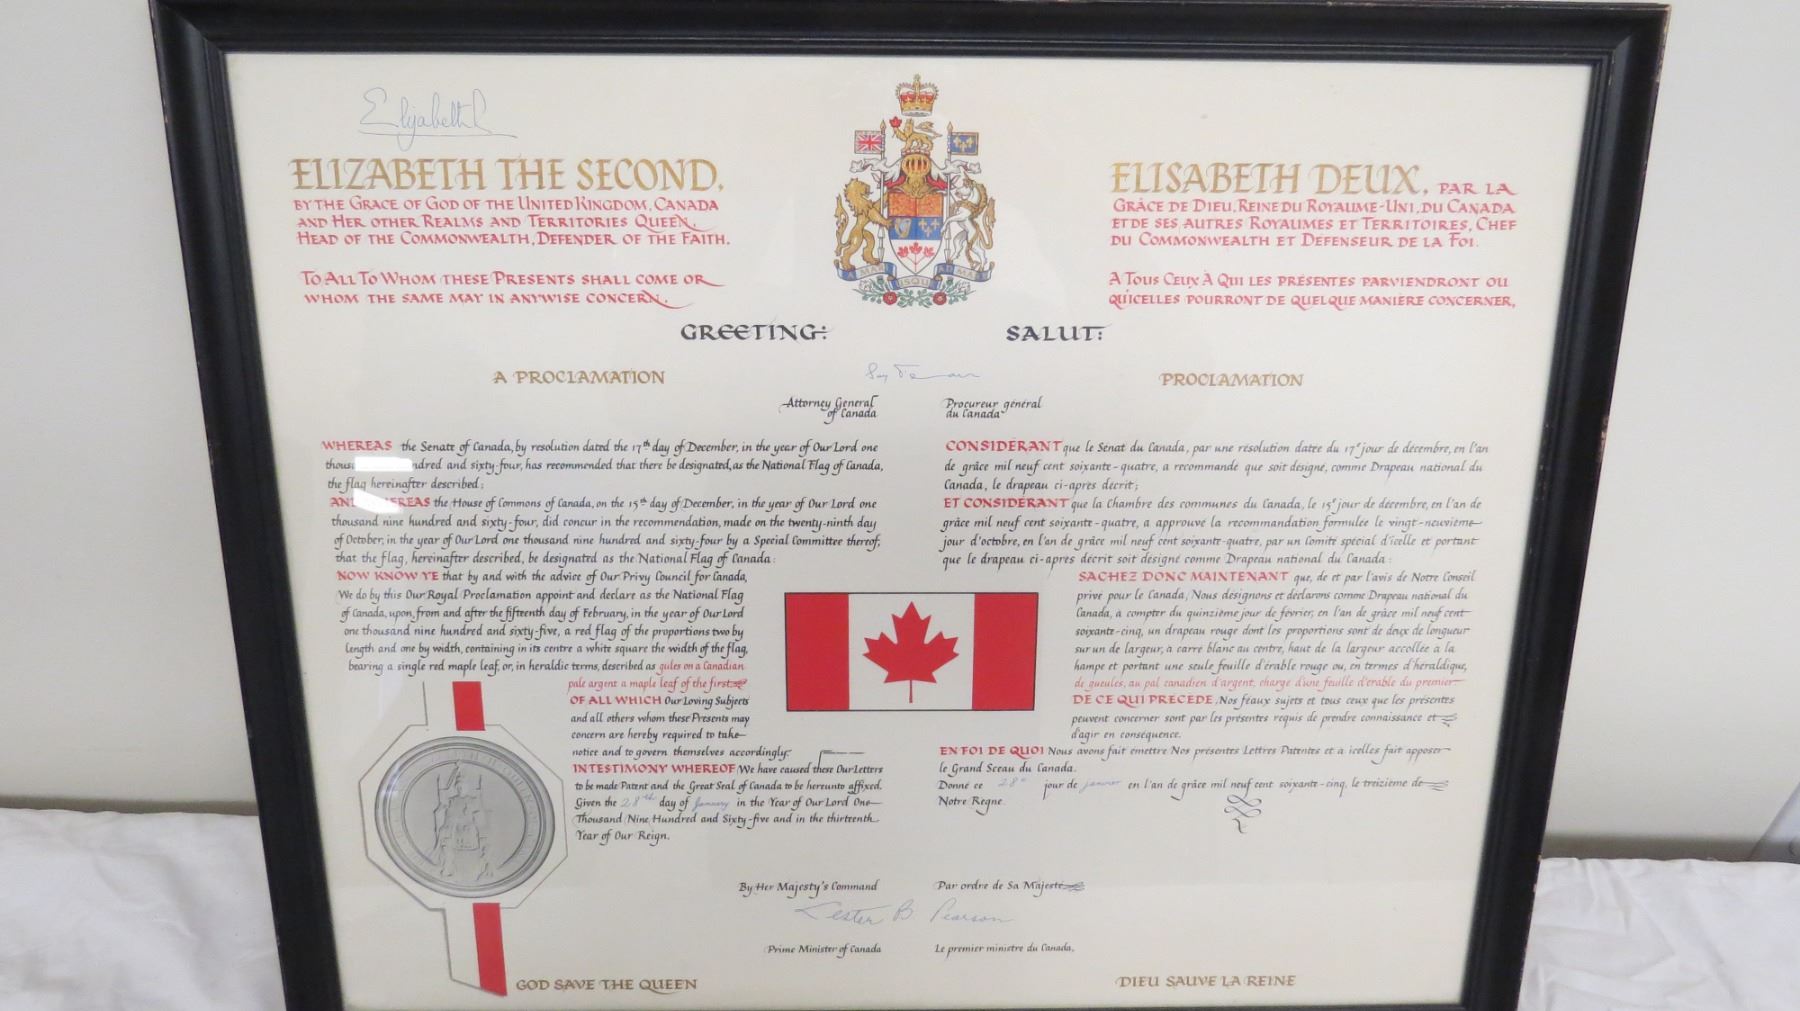 Elizabeth R
ELIZABETH THE SECOND,
BY THE GRACE OF GOD OF THE UNITED KINGDOM, CANADA
AND HER OTHER REALMS AND TERRITORIES QUEEN,
HEAD OF THE COMMONWEALTH, DEFENDER OF THE FAITH.
TO ALL TO WHOM THESE PRESENTS SHALL COME OR
WHOM THE SAME MAY IN ANYWISE CONCERN,
GREETING:
A PROCLAMATION
Attorney General
of Canada
WHEREAS the Senate of Canada, by resolution dated the 17th day of December, in the year of Our Lord one
hundred and sixty-four, has recommended that there be designated, as the National Flag of Canada,
the flag hereinafter described;
AND WHEREAS the House of Commons of Canada, on the 15th day of December, in the year of Our Lord one
thousand nine hundred and sixty-four, did concur in the recommendation, made on the twenty-ninth day
of October, in the year of Our Lord one thousand nine hundred and sixty-four by a Special Committee thereof,
that the flag, hereinafter described, be designated as the National Flag of Canada:
NOW KNOW YE that by and with the advice of Our Privy Council for Canada,
We do by this Our Royal Proclamation appoint and declare as the National Flag
of Canada, upon, from and after the fifteenth day of February, in the year of Our Lord
one thousand nine hundred and sixty-five, a red flag of the proportions two by
length and one by width, containing in its centre a white square the width of the flag,
bearing a single red maple leaf, or, in heraldic terms, described as gules on a Canadian
pale argent a maple leaf of the first
OF ALL WHICH Our Loving Subjects
and all others whom these Presents may
concern are hereby required to take
notice and to govern themselves accordingly.
IN TESTIMONY WHEREOF We have caused these Our Letters
to be made Patent and the Great Seal of Canada to be hereunto affixed.
Given the 28th day of January in the Year of Our Lord One
Thousand Nine Hundred and Sixty-five and in the thirteenth
Year of Our Reign.
By Her Majesty's Command
Lester B Pearson
Prime Minister of Canada
GOD SAVE THE QUEEN
A MARI
USQUE
AD MARE
ELISABETH DEUX, PAR LA
GRÂCE DE DIEU, REINE DU ROYAUME-UNI, DU CANADA
ET DE SES AUTRES ROYAUMES ET TERRITOIRES, CHEF
DU COMMONWEALTH ET DÉFENSEUR DE LA FOI.
A TOUS CEUX À QUI LES PRÉSENTES PARVIENDRONT OU
QU'ICELLES POURRONT DE QUELQUE MANIÈRE CONCERNER,
SALUT:
PROCLAMATION
Procureur général
du Canada
CONSIDÉRANT que le Sénat du Canada, par une résolution datée du 17e jour de décembre, en l'an
de grâce mil neuf cent soixante-quatre, a recommandé que soit désigné, comme Drapeau national du
Canada, le drapeau ci-après décrit;
ET CONSIDÉRANT que la Chambre des communes du Canada, le 15e jour de décembre, en l'an de
grâce mil neuf cent soixante-quatre, a approuvé la recommandation formulée le vingt-neuvième
jour d'octobre, en l'an de grâce mil neuf cent soixante-quatre, par un Comité spécial d'icelle et portant
que le drapeau ci-après décrit soit désigné comme Drapeau national du Canada:
SACHEZ DONC MAINTENANT que, de et par l'avis de Notre Conseil
privé pour le Canada, Nous désignons et déclarons comme Drapeau national du
Canada, à compter du quinzième jour de février, en l'an de grâce mil neuf cent
soixante-cinq, un drapeau rouge dont les proportions sont de deux de longueur
sur un de largeur, à carré blanc au centre, haut de la largeur accollée à la
hampe et portant une seule feuille d'érable rouge ou, en termes d'héraldique,
de gueules, au pal canadien d'argent, chargé d'une feuille d'érable du premier
DE CE QUI PRÉCÈDE, Nos féaux sujets et tous ceux que les présentes
peuvent concerner sont par les présentes requis de prendre connaissance et
d'agir en conséquence.
EN FOI DE QUOI Nous avons fait émettre Nos présentes Lettres Patentes et à icelles fait apposer
le Grand Sceau du Canada.
Donné ce 28e jour de janvier en l'an de grâce mil neuf cent soixante-cinq, le treizième de
Notre Règne.
Par ordre de Sa Majesté
Le premier ministre du Canada,
DIEU SAUVE LA REINE